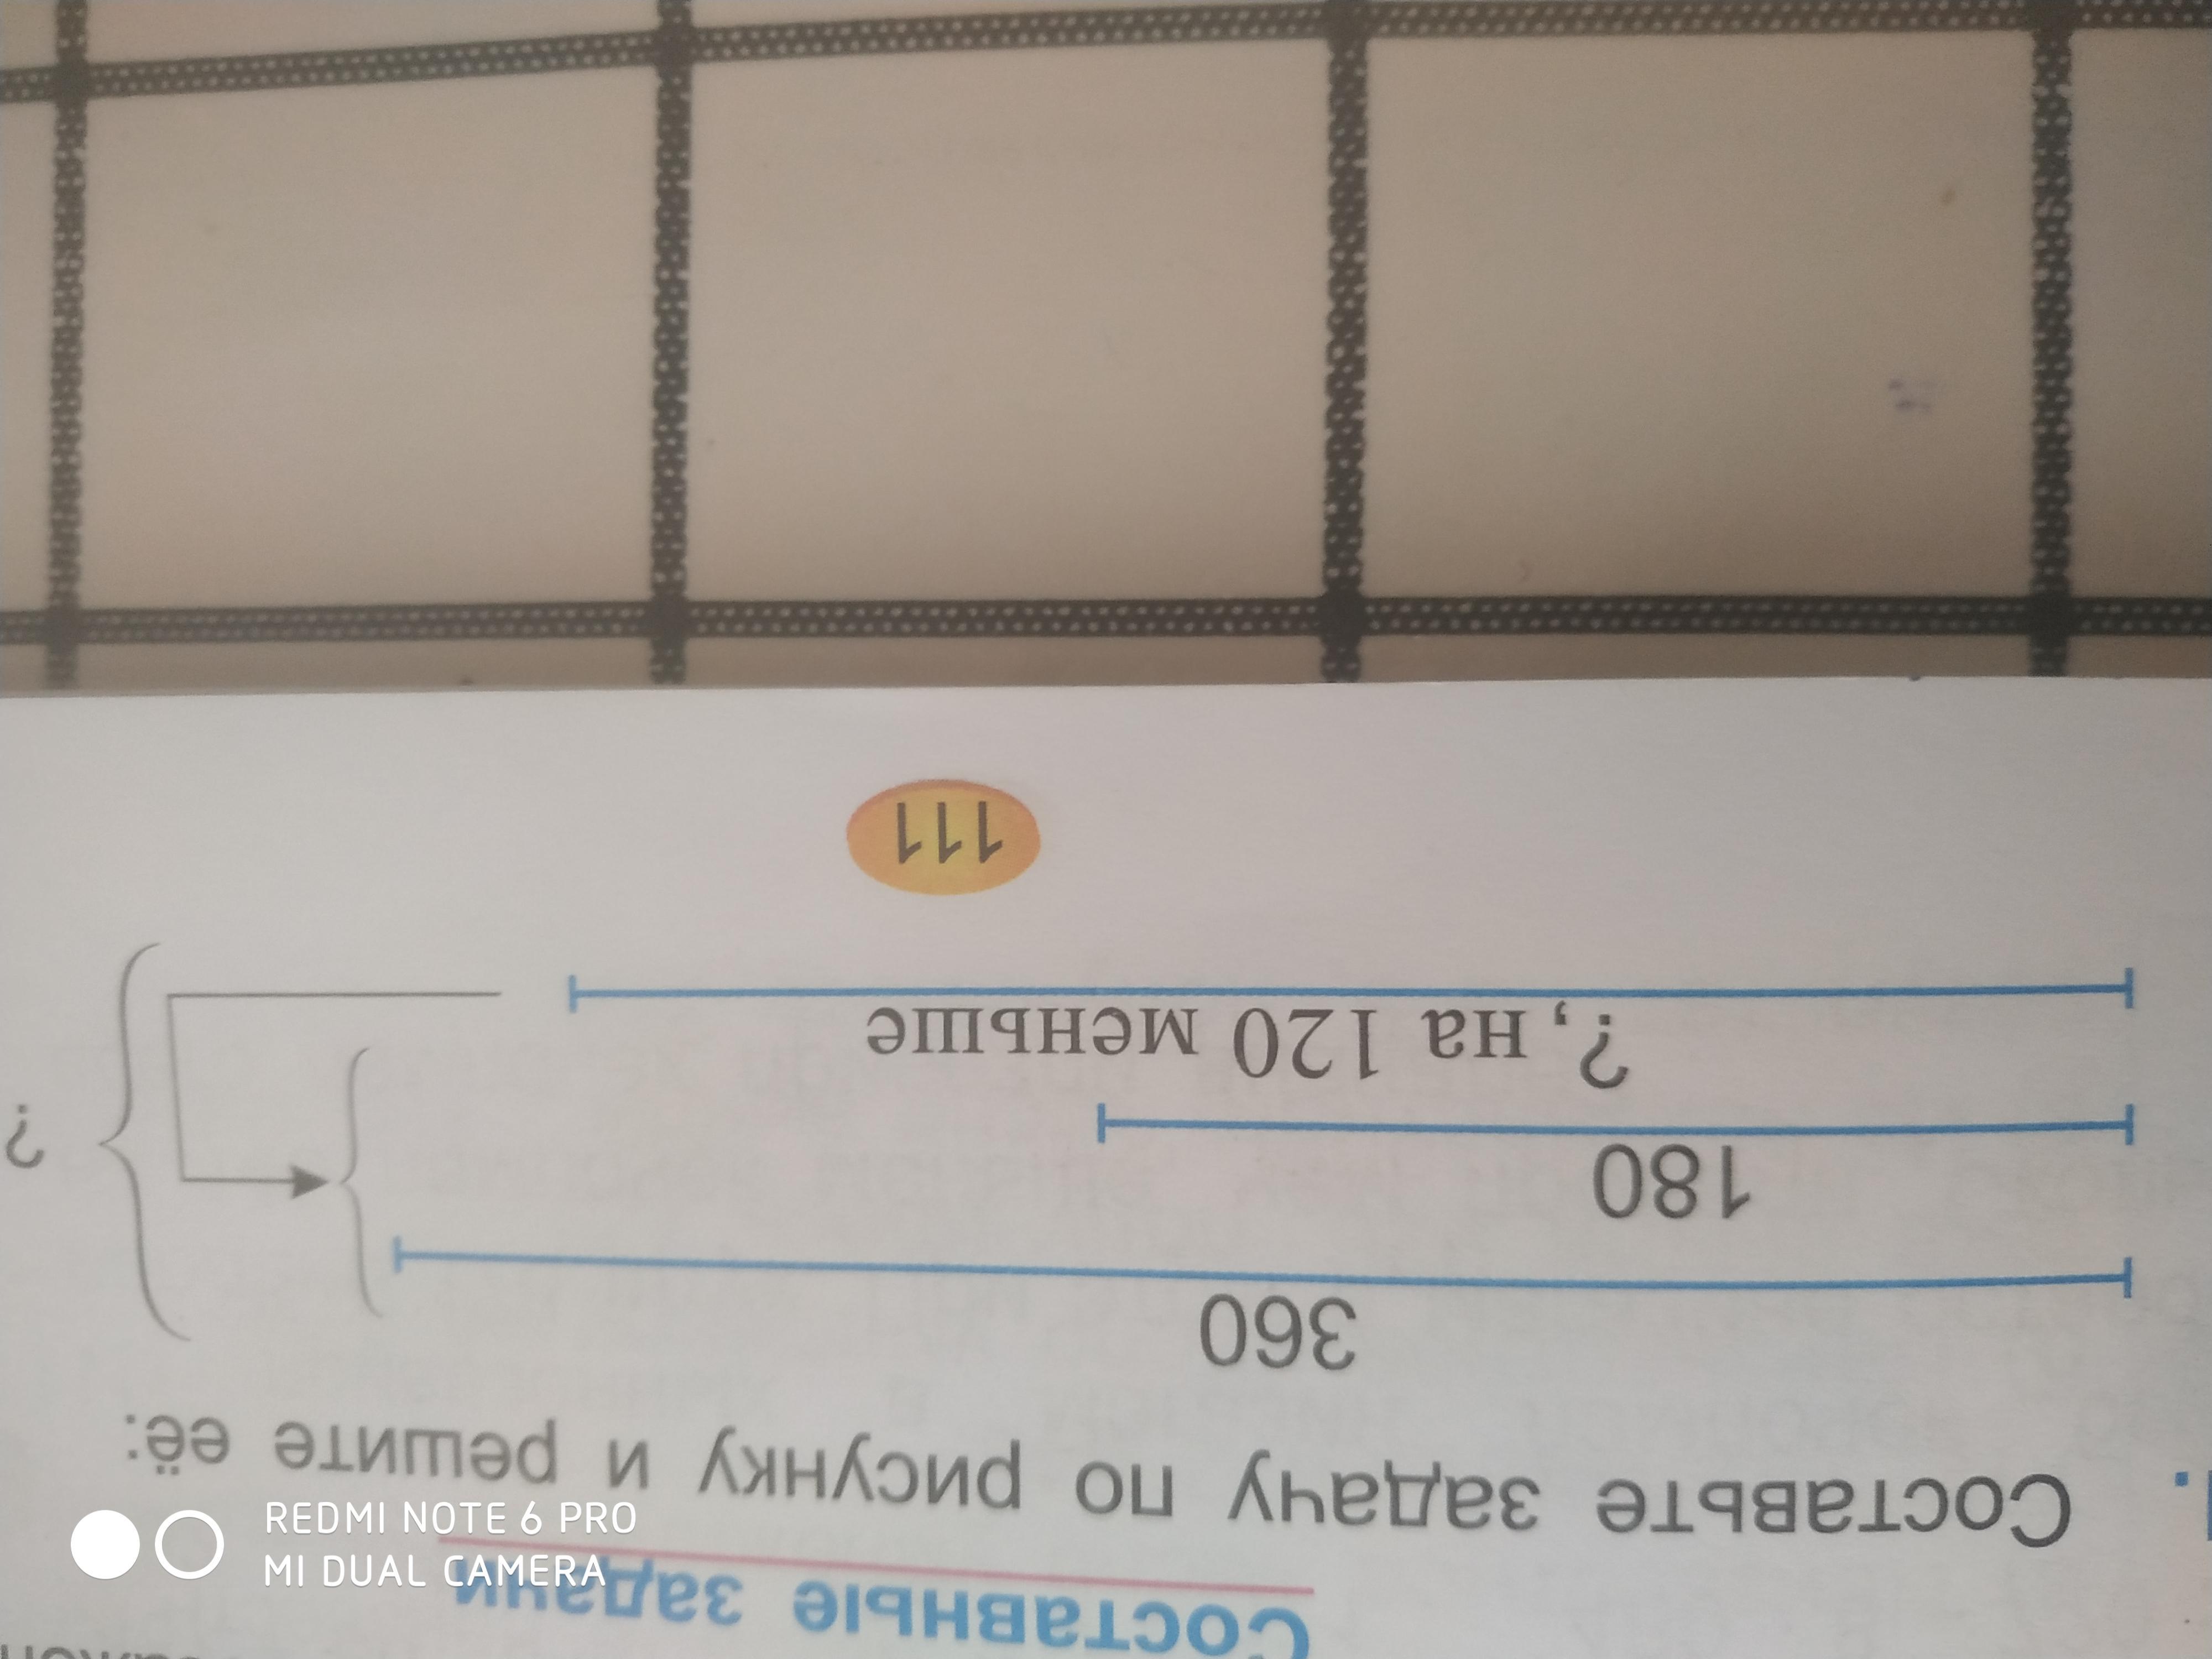 Составные задачи
1. Составьте задачу по рисунку и решите её:
360
180
?, на 120 меньше
?
111
REDMI NOTE 6 PRO
MI DUAL CAMERA